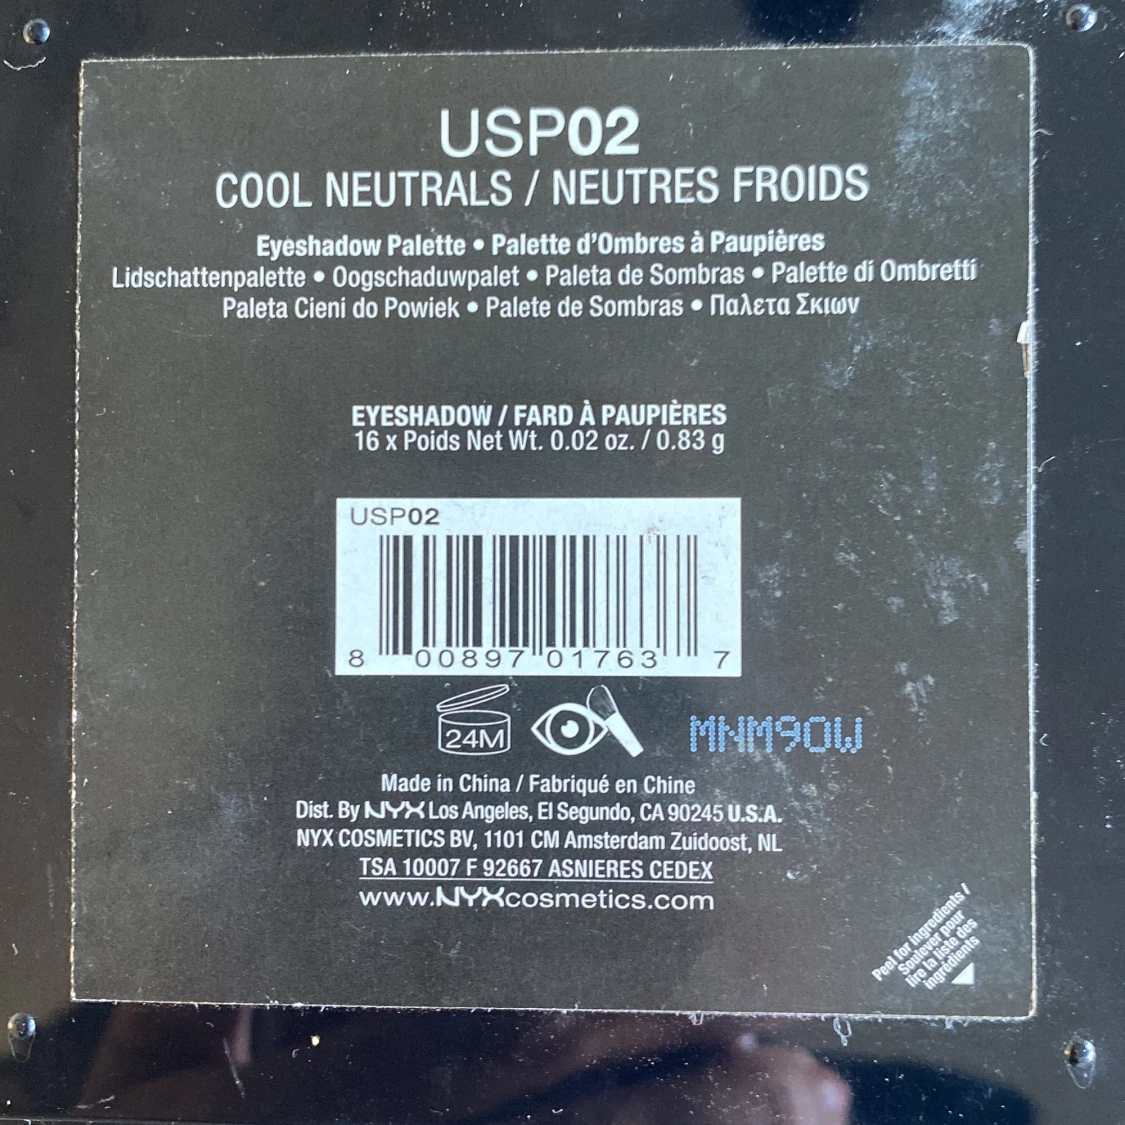 USP02
COOL NEUTRALS / NEUTRES FROIDS
Eyeshadow Palette • Palette d'Ombres à Paupières
Lidschattenpalette • Oogschaduwpalet • Paleta de Sombras • Palette di Ombretti
Paleta Cieni do Powiek • Palete de Sombras • Παλετα Σκιων
EYESHADOW / FARD À PAUPIÈRES
16 x Poids Net Wt. 0.02 oz. / 0.83 g
USP02
8 00897 01763 7
24M
MNM90W
Made in China / Fabriqué en Chine
Dist. By NYX Los Angeles, El Segundo, CA 90245 U.S.A.
NYX COSMETICS BV, 1101 CM Amsterdam Zuidoost, NL
TSA 10007 F 92667 ASNIERES CEDEX
www.NYXcosmetics.com
Peel for ingredients /
Soulever pour
lire la liste des
ingrédients